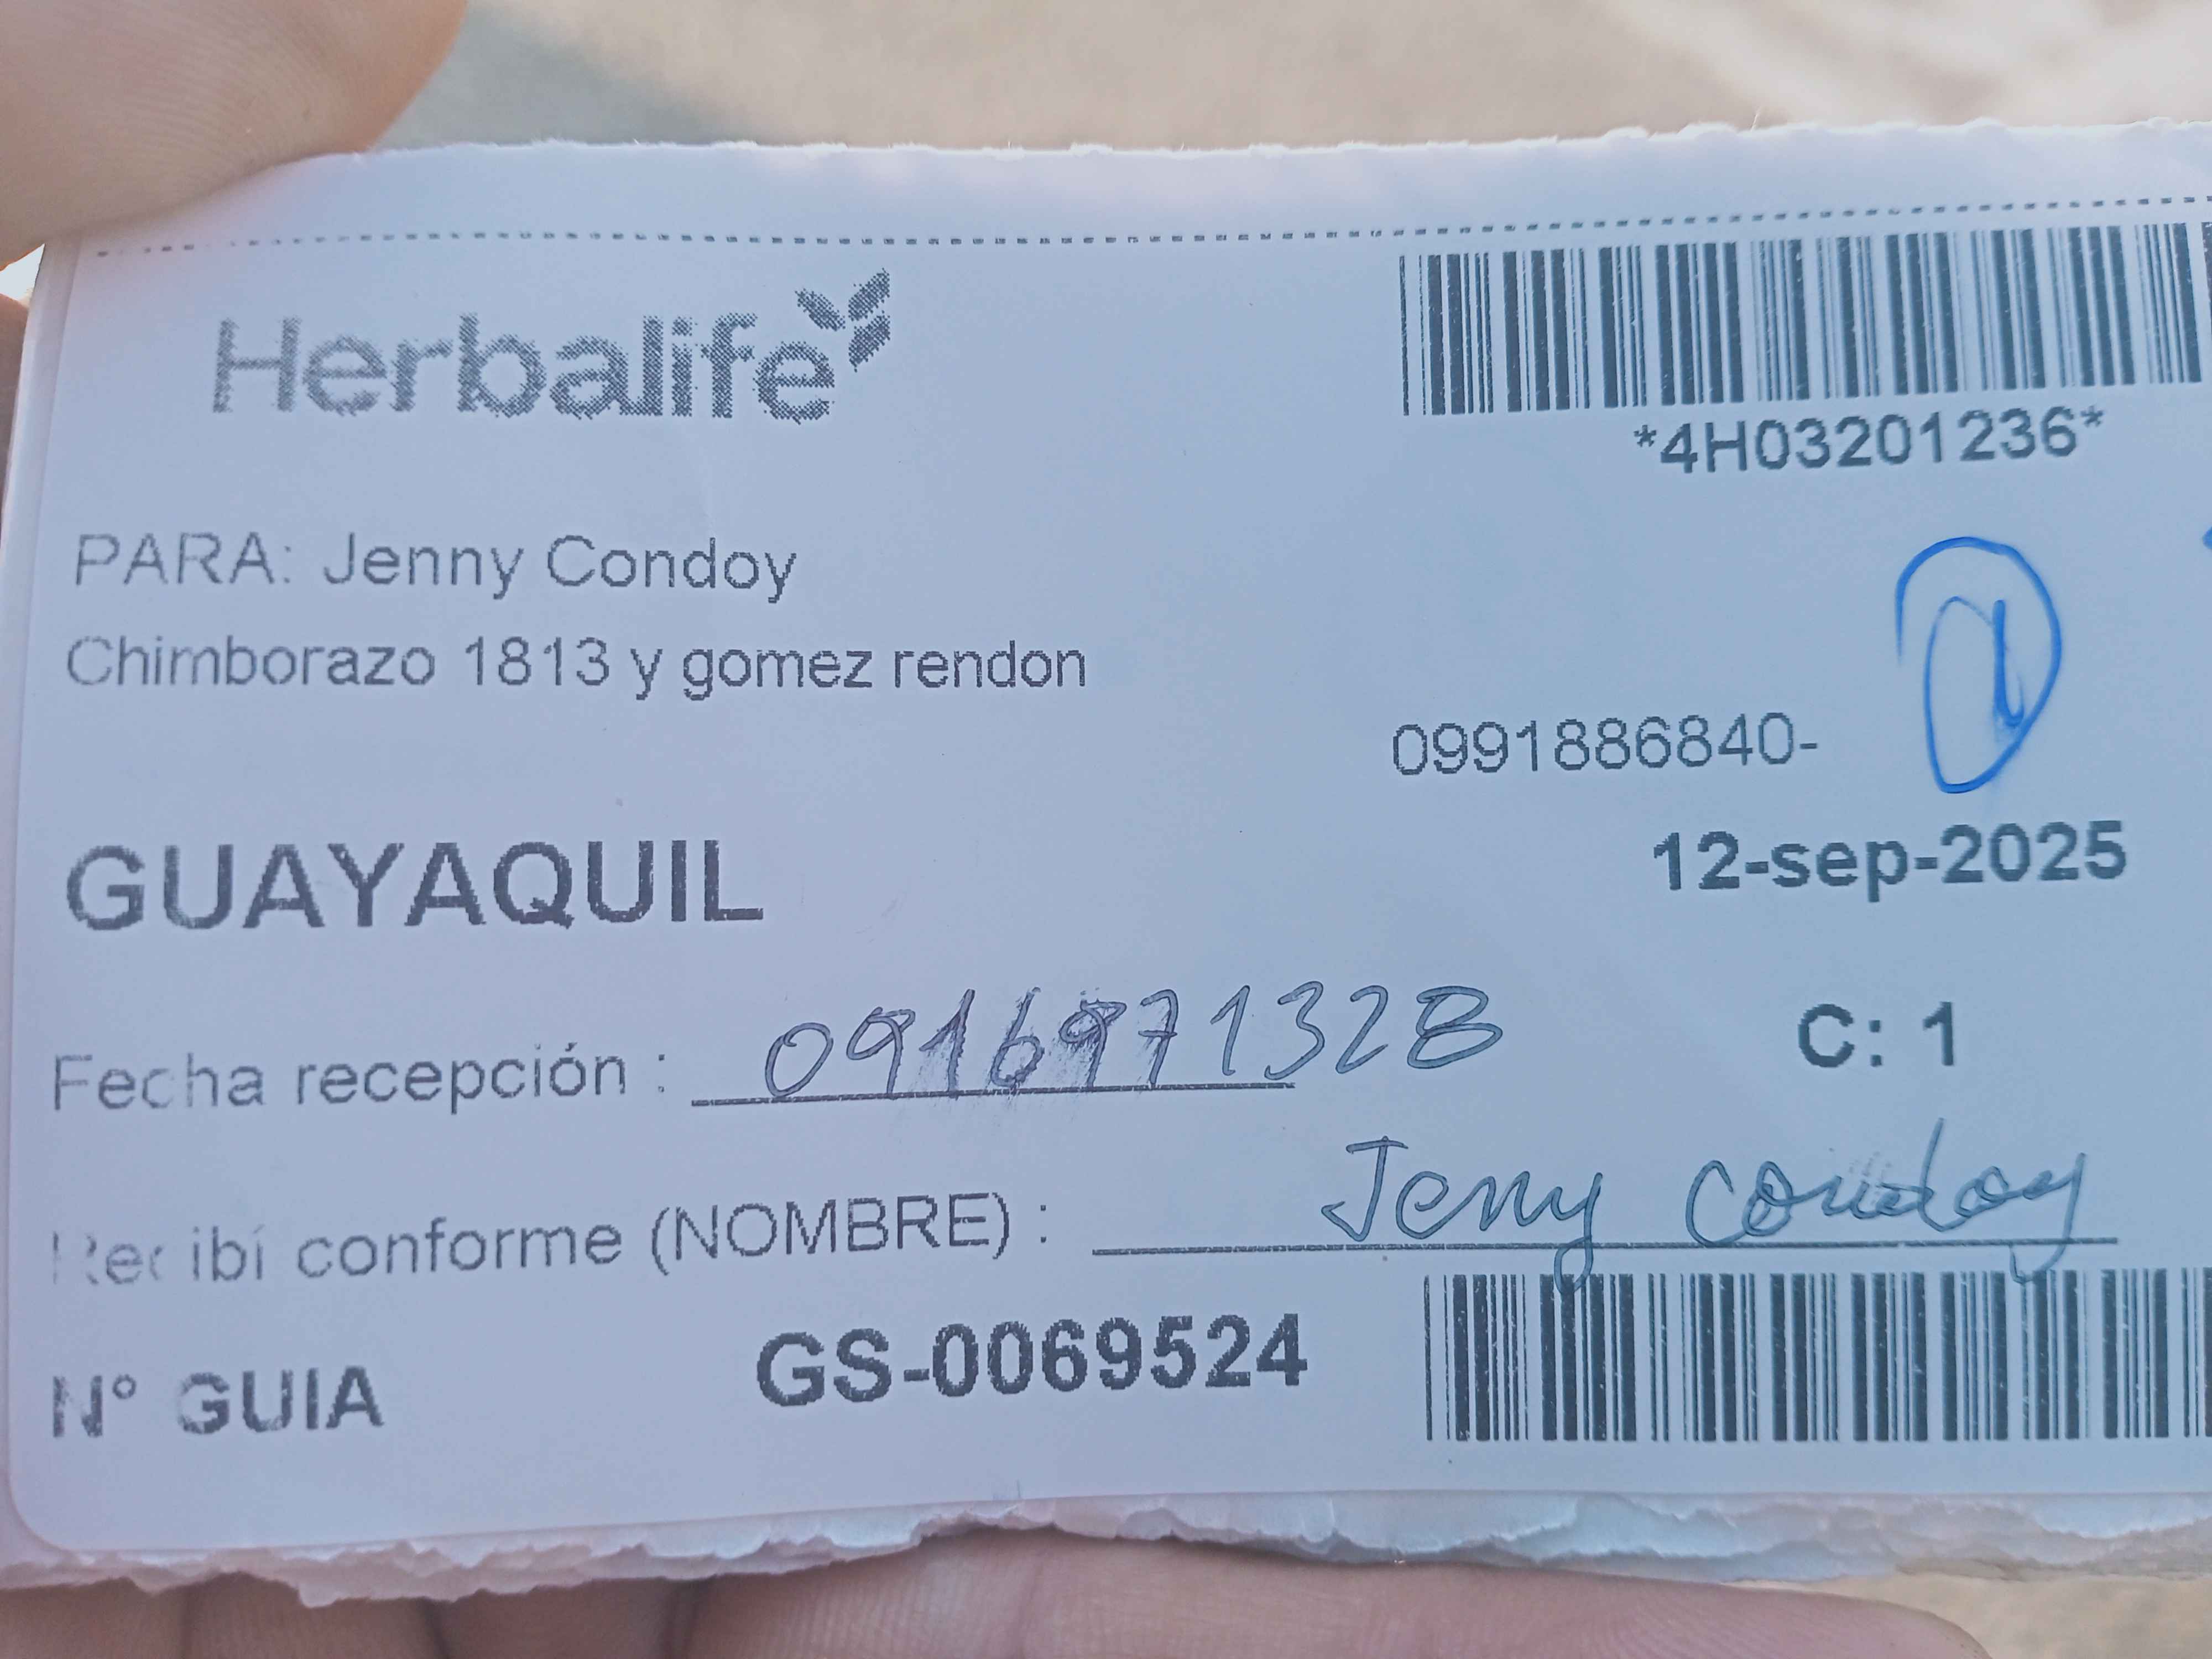 Herbalife
*4H03201236*
PARA: Jenny Condoy
Chimborazo 1813 y gomez rendon
0991886840-
GUAYAQUIL
12-sep-2025
Fecha recepción : 0916971328
C: 1
Recibí conforme (NOMBRE) : Jenny Condoy
N° GUIA GS-0069524